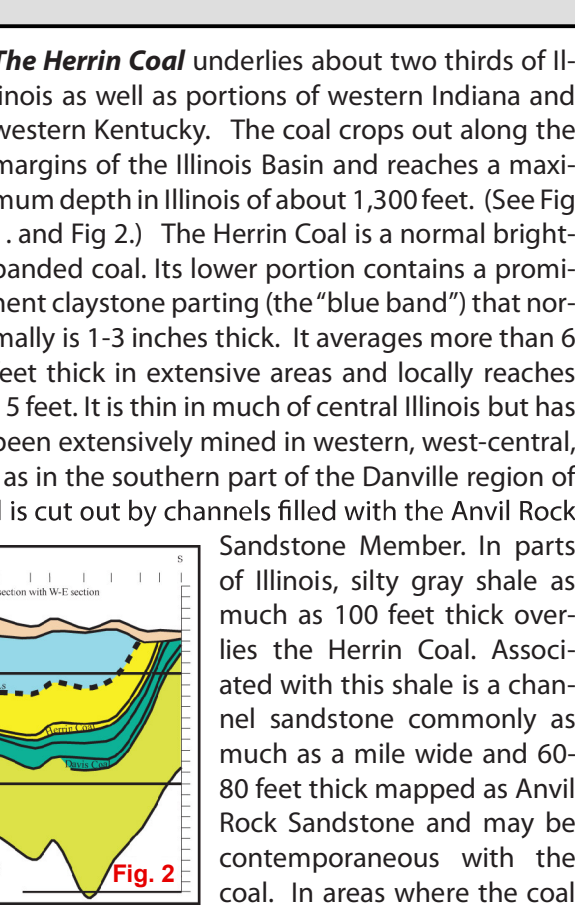 The Herrin Coal underlies about two thirds of Il-
linois as well as portions of western Indiana and
western Kentucky. The coal crops out along the
margins of the Illinois Basin and reaches a maxi-
mum depth in Illinois of about 1,300 feet. (See Fig
. and Fig 2.) The Herrin Coal is a normal bright-
banded coal. Its lower portion contains a promi-
nent claystone parting (the “blue band”) that nor-
mally is 1-3 inches thick. It averages more than 6
feet thick in extensive areas and locally reaches
5 feet. It is thin in much of central Illinois but has
been extensively mined in western, west-central,
as in the southern part of the Danville region of
is cut out by channels filled with the Anvil Rock
Sandstone Member. In parts
of Illinois, silty gray shale as
much as 100 feet thick over-
lies the Herrin Coal. Associ-
ated with this shale is a chan-
nel sandstone commonly as
much as a mile wide and 60-
80 feet thick mapped as Anvil
Rock Sandstone and may be
contemporaneous with the
coal. In areas where the coal
S
section with W-E section
Herrin Coal
Davis Coal
Fig. 2